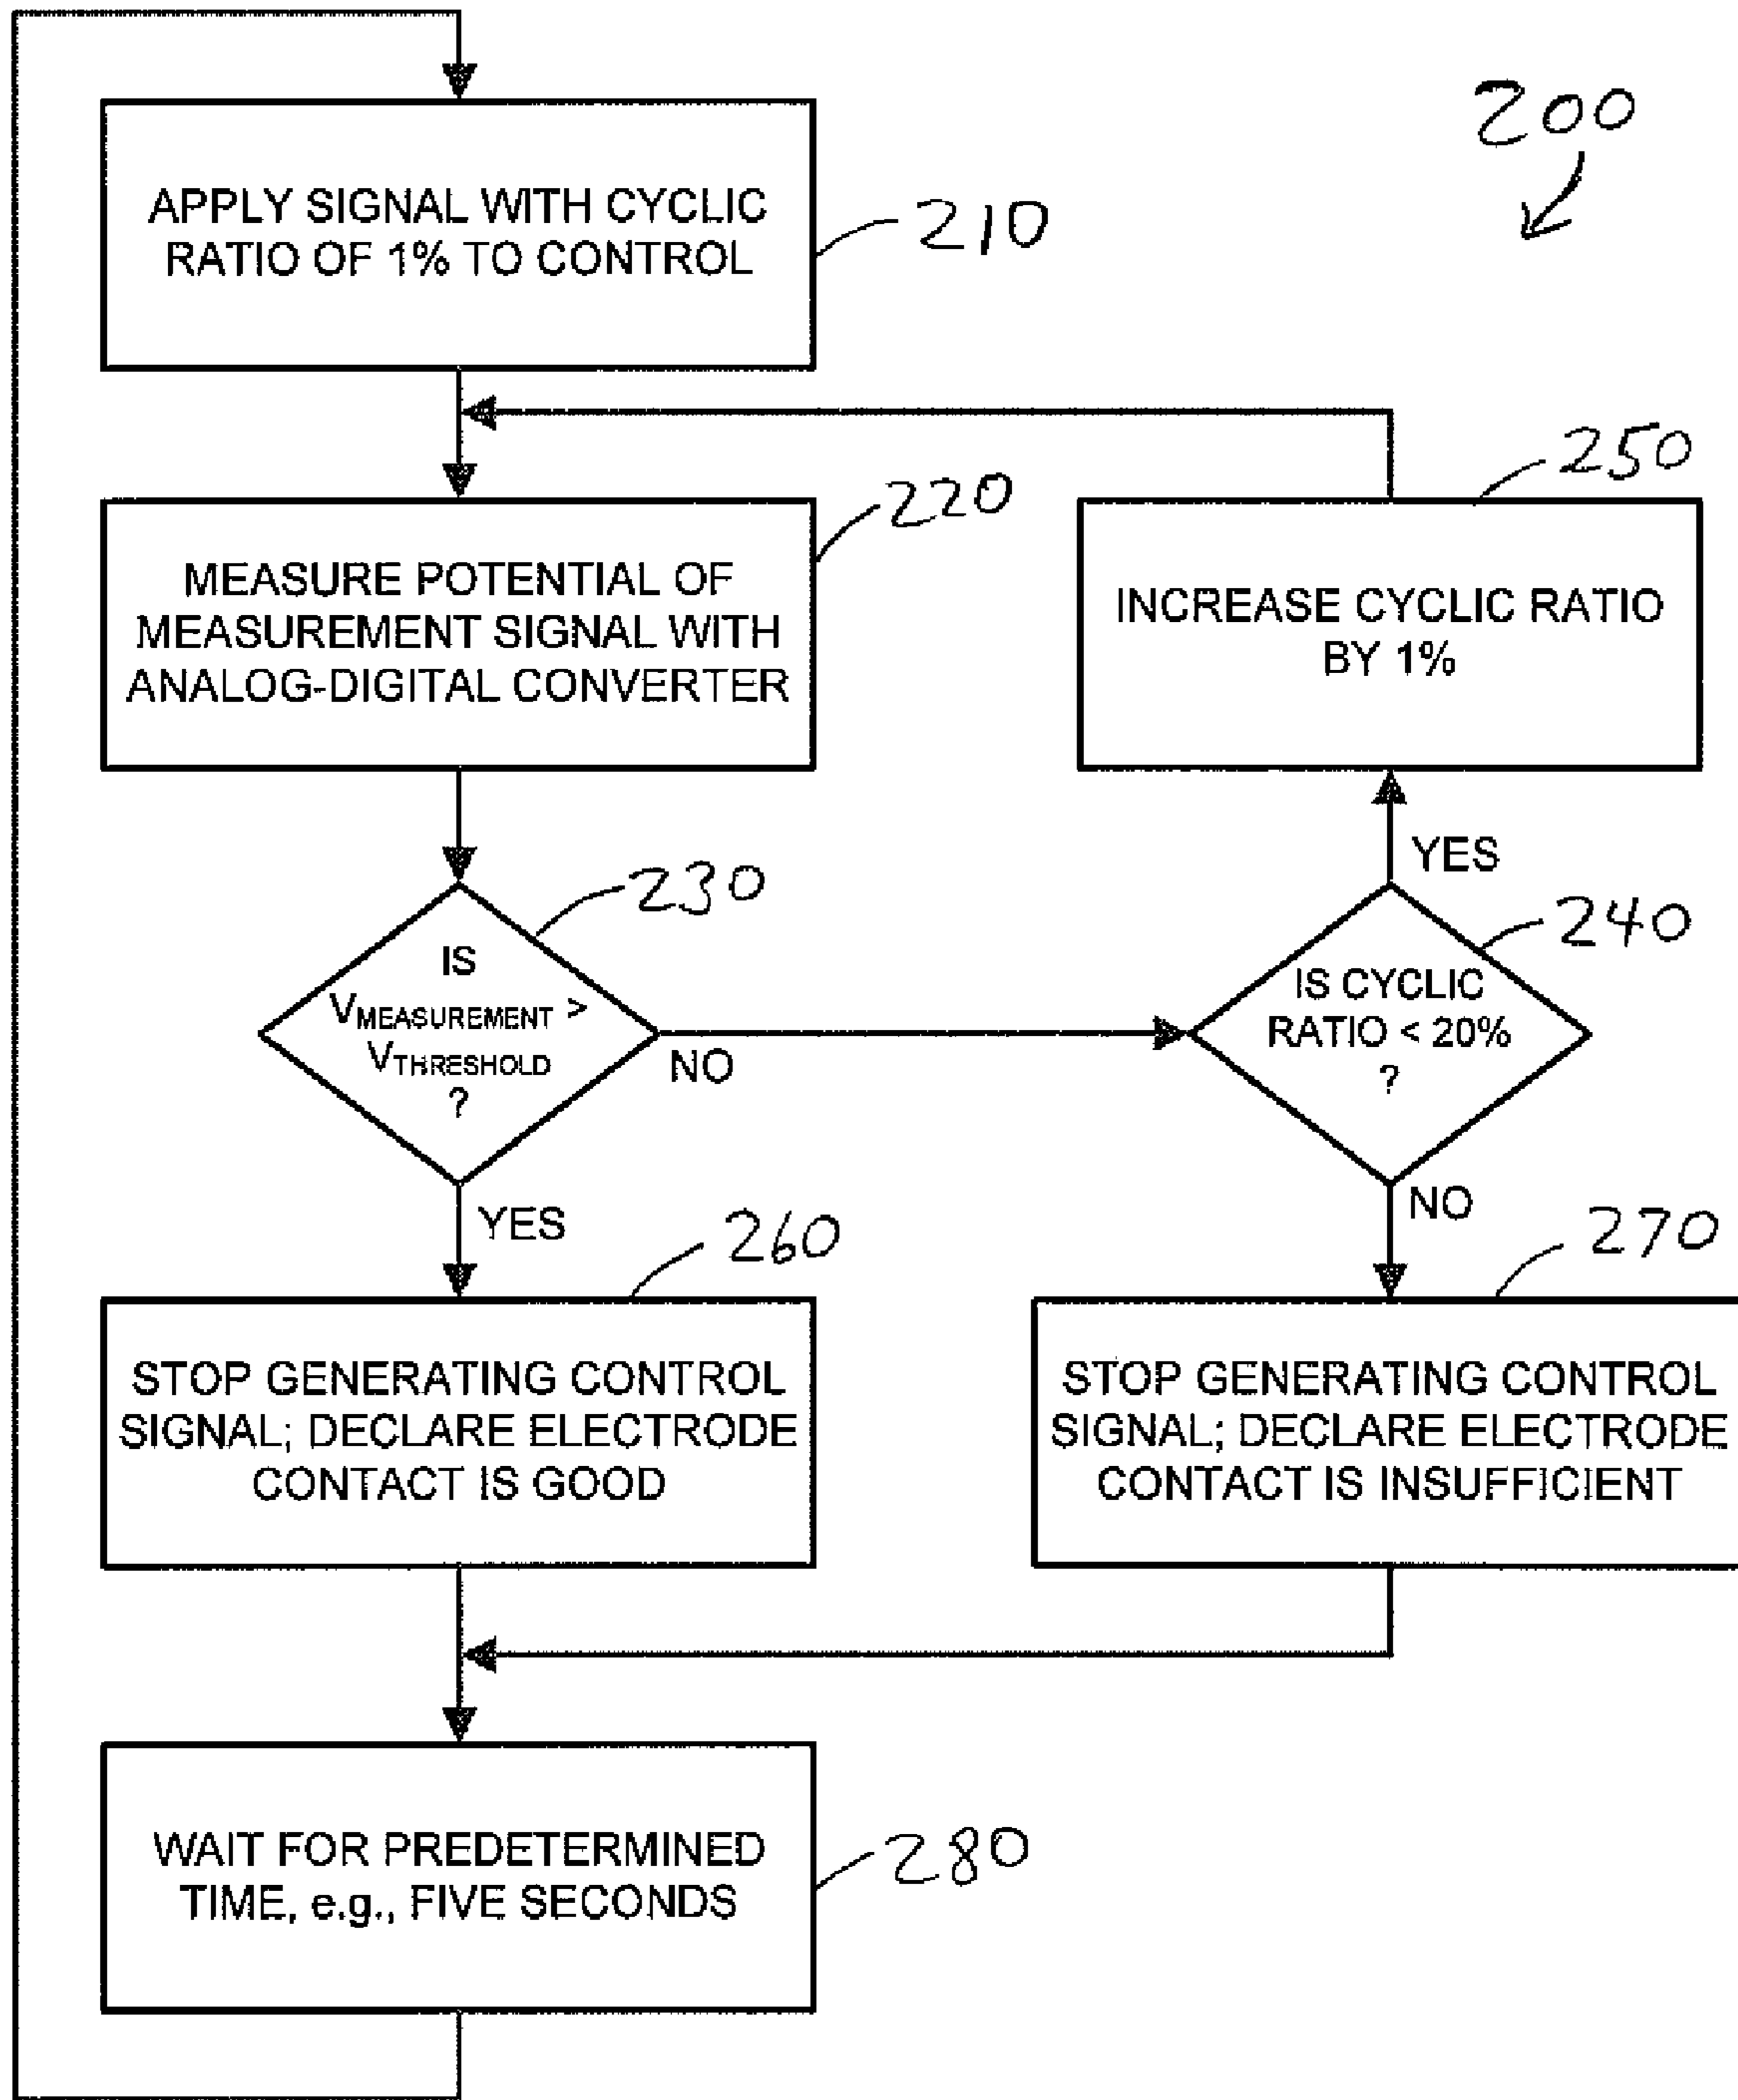 200
APPLY SIGNAL WITH CYCLIC
RATIO OF 1% TO CONTROL
210
250
220
MEASURE POTENTIAL OF
MEASUREMENT SIGNAL WITH
ANALOG-DIGITAL CONVERTER
INCREASE CYCLIC RATIO
BY 1%
YES
230
240
IS
VMEASUREMENT >
VTHRESHOLD
?
NO
IS CYCLIC
RATIO < 20%
?
YES
NO
260
270
STOP GENERATING CONTROL
SIGNAL; DECLARE ELECTRODE
CONTACT IS GOOD
STOP GENERATING CONTROL
SIGNAL; DECLARE ELECTRODE
CONTACT IS INSUFFICIENT
WAIT FOR PREDETERMINED
TIME, e.g., FIVE SECONDS
280